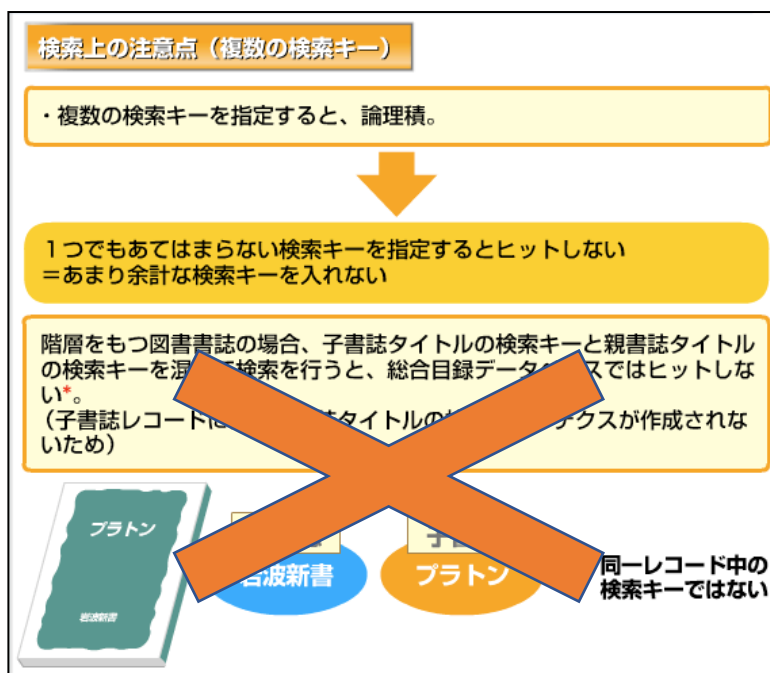 検索上の注意点（複数の検索キー）
・複数の検索キーを指定すると、論理積。
１つでもあてはまらない検索キーを指定するとヒットしない
＝あまり余計な検索キーを入れない
階層をもつ図書書誌の場合、子書誌タイトルの検索キーと親書誌タイトル
の検索キーを混 検索を行うと、総合目録データ スではヒットしな
い*。
（子書誌レコードに 誌タイトルの クスが作成されな
いため）
プラトン
岩波新書
子
岩波新書
プラトン
同一レコード中の
検索キーではない